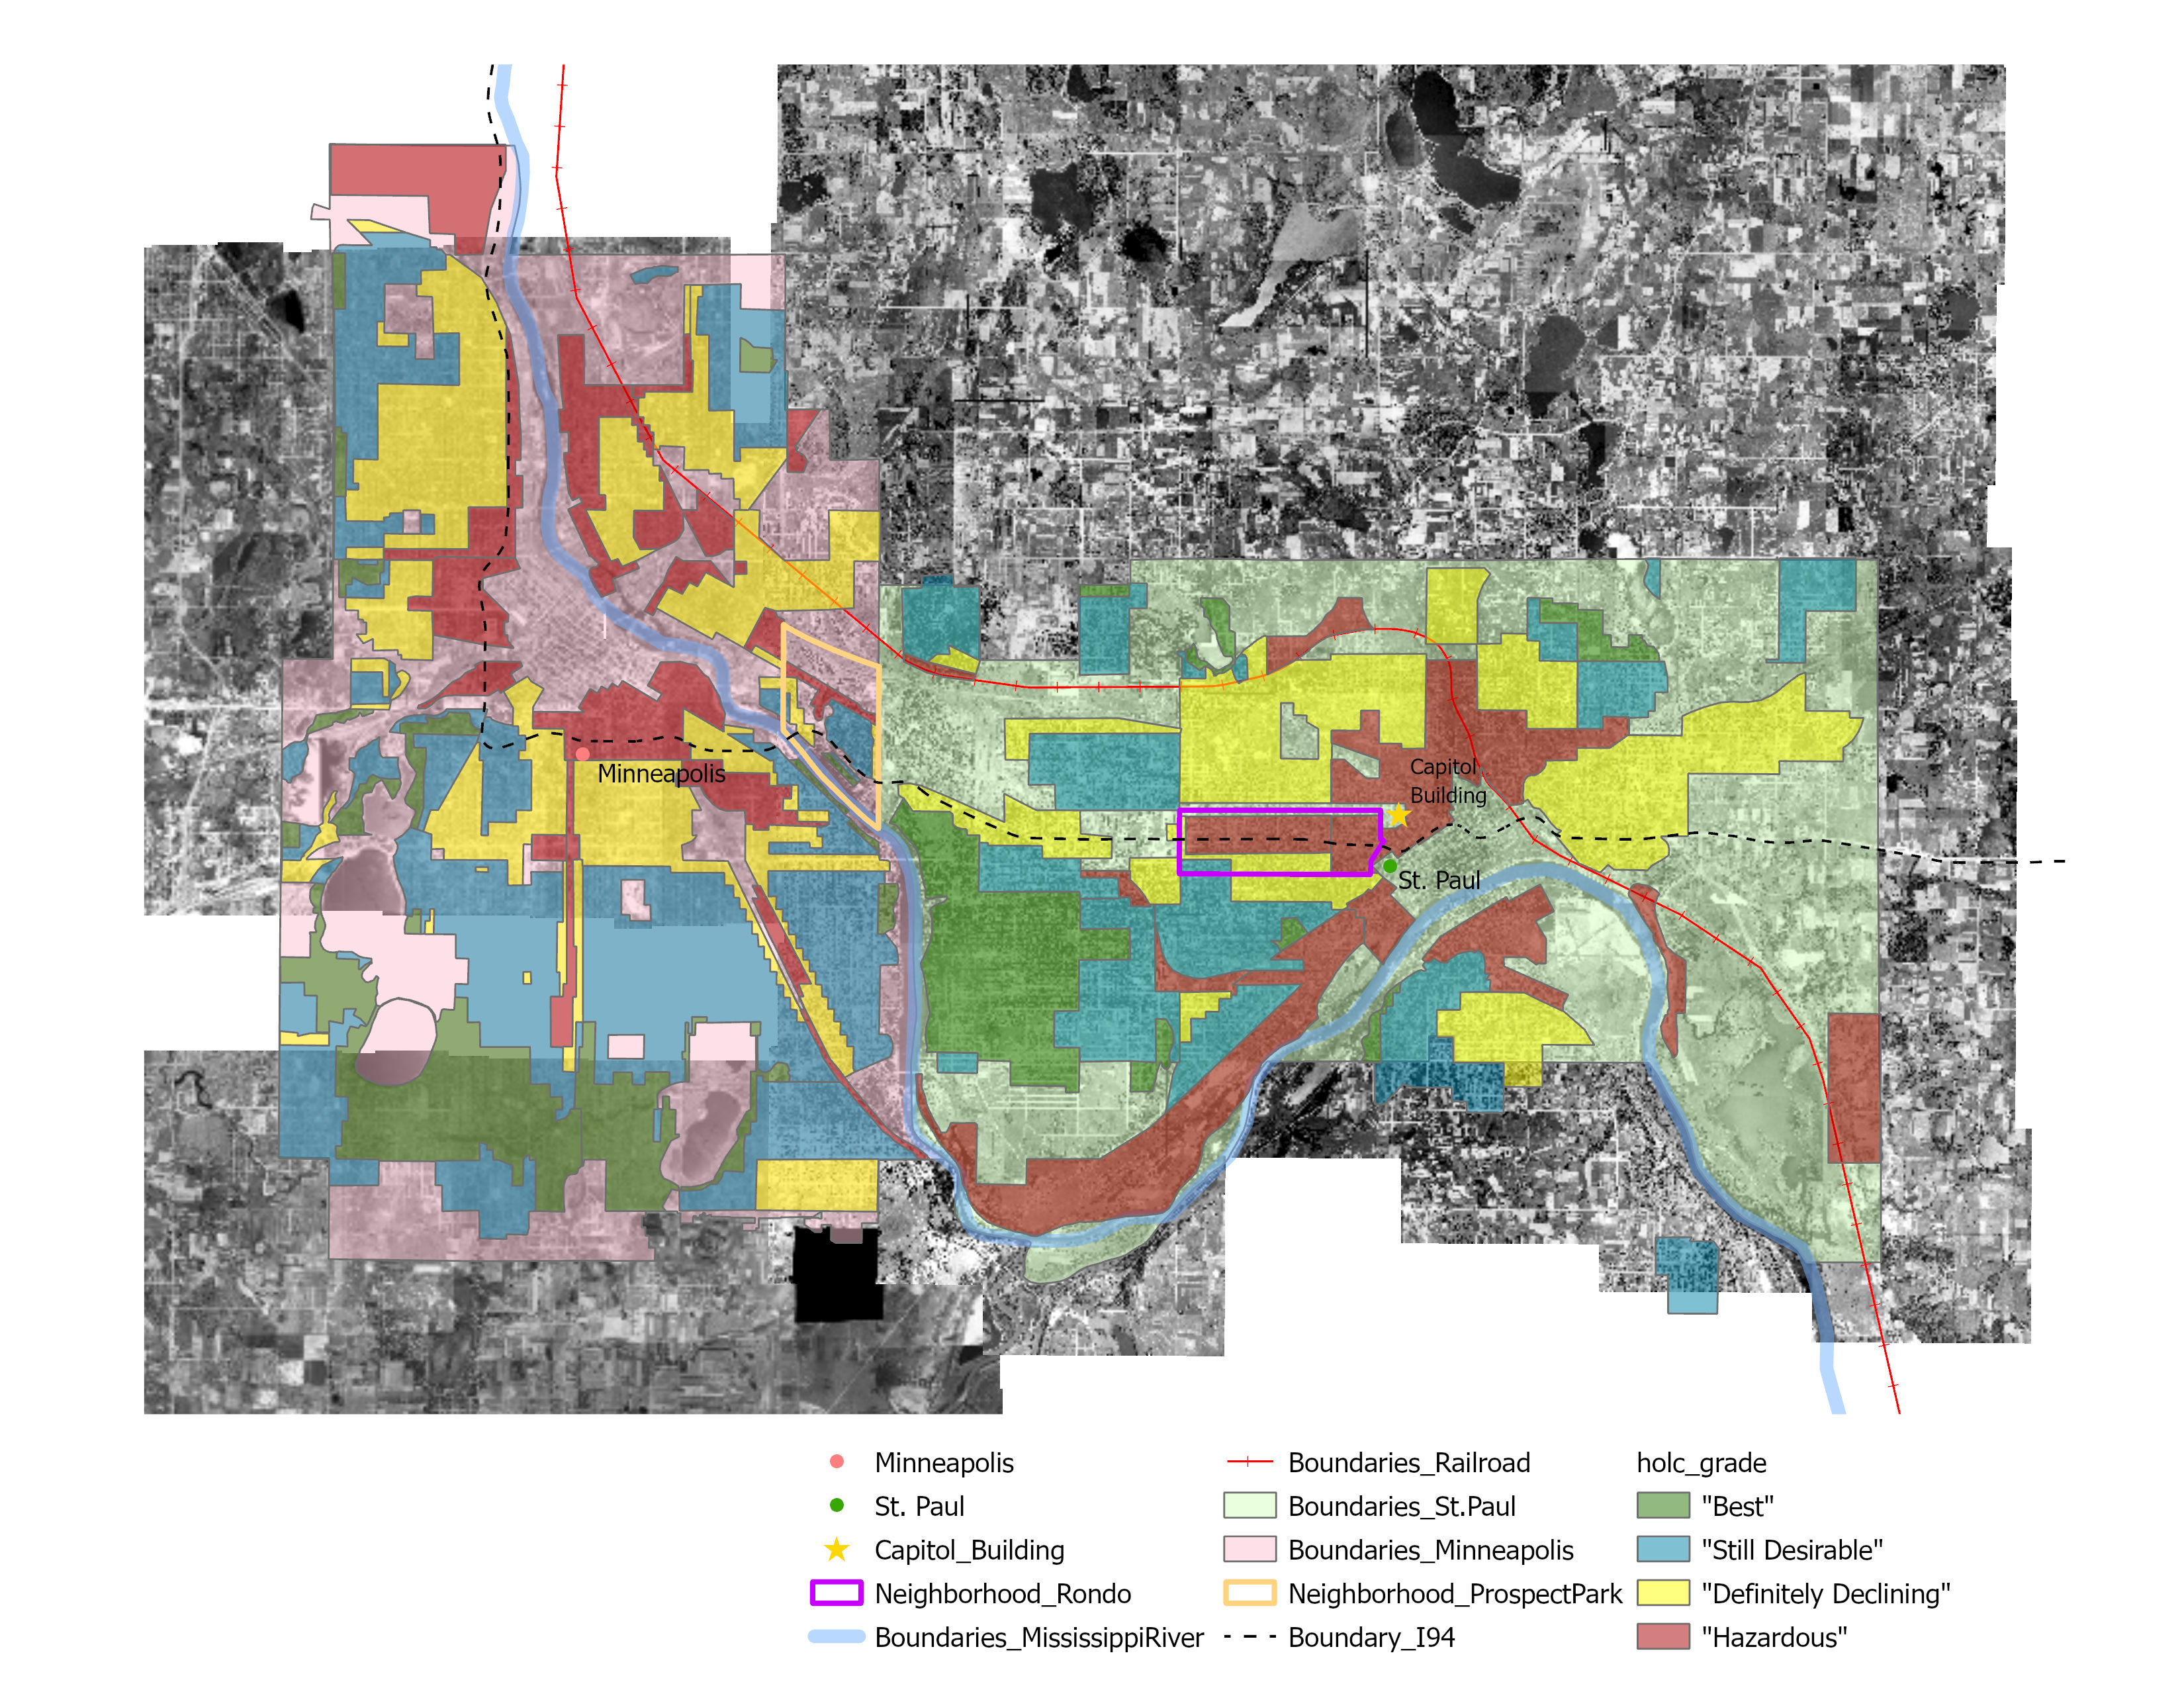 Capitol
Building
Minneapolis
St. Paul
Minneapolis
St. Paul
Capitol_Building
Neighborhood_Rondo
Boundaries_MississippiRiver
Boundaries_Railroad
Boundaries_St.Paul
Boundaries_Minneapolis
Neighborhood_ProspectPark
Boundary_I94
holc_grade
"Best"
"Still Desirable"
"Definitely Declining"
"Hazardous"